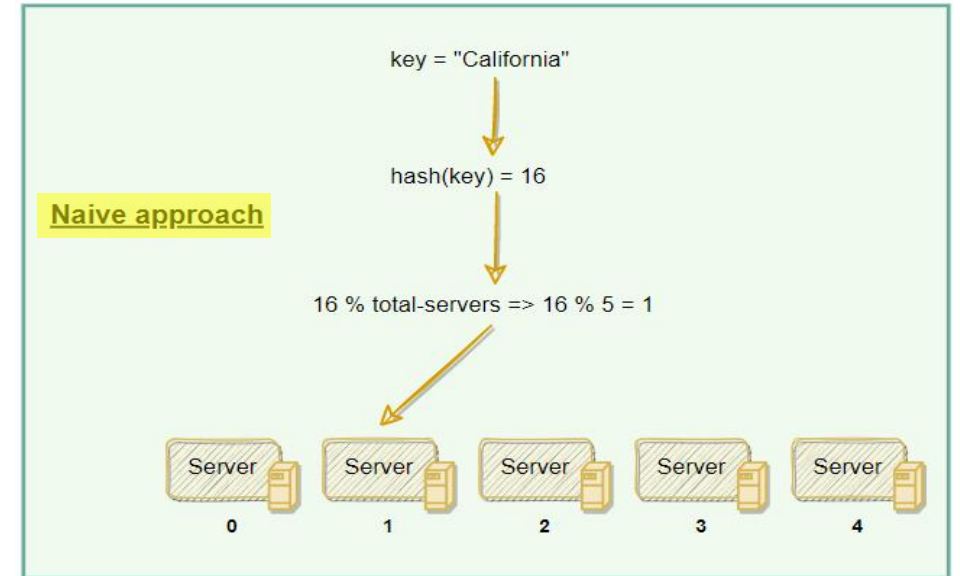 key = "California"
hash(key) = 16
Naive approach
16 % total-servers => 16 % 5 = 1
Server Server Server Server Server
0 1 2 3 4